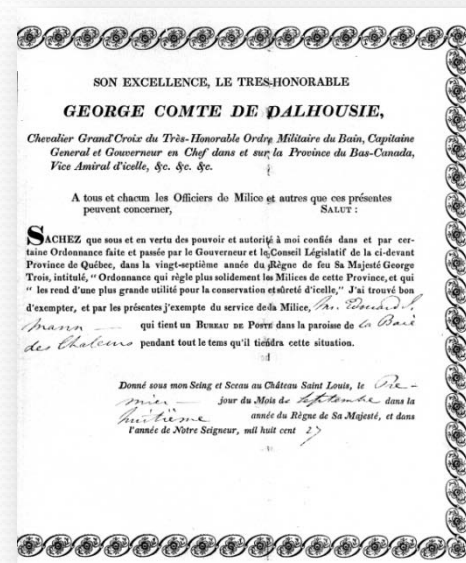 SON EXCELLENCE, LE TRES-HONORABLE
GEORGE COMTE DE DALHOUSIE,
Chevalier Grand Croix du Très-Honorable Ordre Militaire du Bain, Capitaine
General et Gouverneur en Chef dans et sur la Province du Bas-Canada,
Vice Amiral d'icelle, &c. &c. &c.
A tous et chacun les Officiers de Milice et autres que ces présentes
peuvent concerner, SALUT :
SACHEZ que sous et en vertu des pouvoir et autorité à moi confiés dans et par cer-
taine Ordonnance faite et passée par le Gouverneur et le Conseil Législatif de la ci-devant
Province de Québec, dans la vingt-septième année du Règne de feu Sa Majesté George
Trois, intitulé, "Ordonnance qui règle plus solidement les Milices de cette Province, et qui
" les rend d'une plus grande utilité pour la conservation et sûreté d'icelle," J'ai trouvé bon
d'exempter, et par les présentes j'exempte du service de la Milice, Mr. Edward I.
Mann — qui tient un BUREAU DE POSTE dans la paroisse de la Baie
des Chaleurs pendant tout le tems qu'il tiendra cette situation.
Donné sous mon Seing et Sceau au Château Saint Louis, le Pre-
mier — jour du Mois de Septembre dans la
huitième année du Règne de Sa Majesté, et dans
l'année de Notre Seigneur, mil huit cent 27